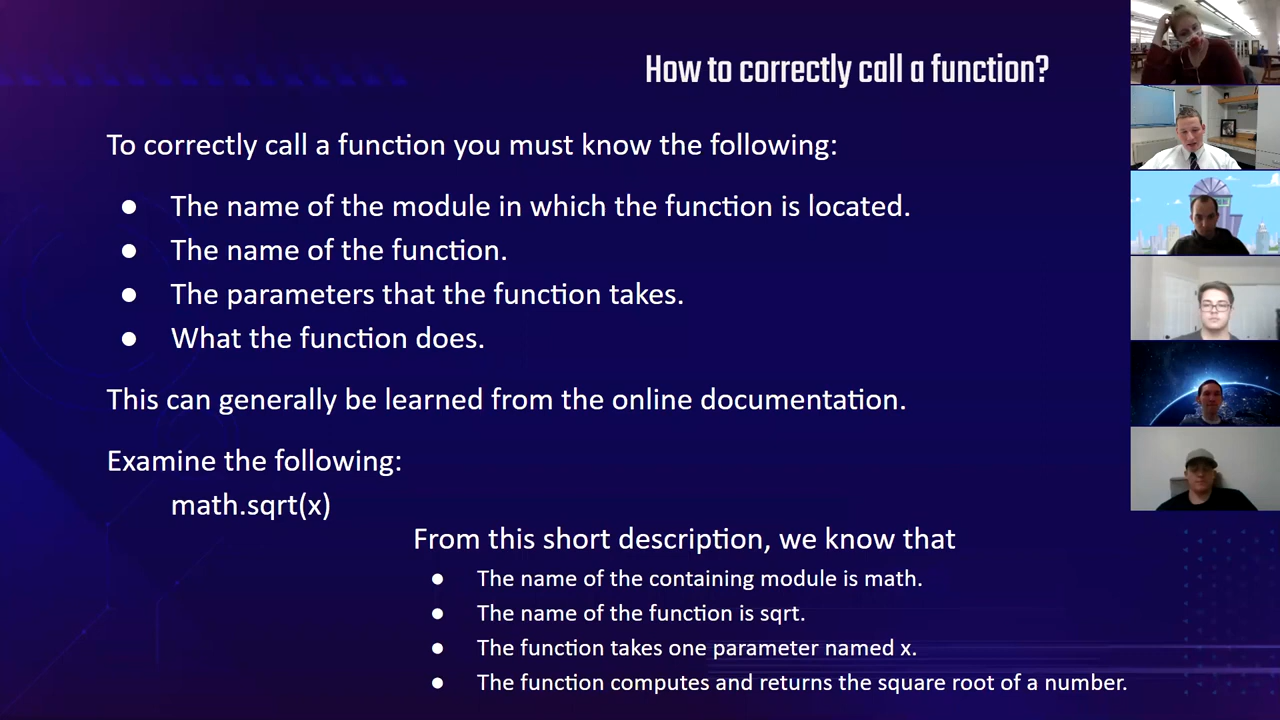 How to correctly call a function?
To correctly call a function you must know the following:
● The name of the module in which the function is located.
● The name of the function.
● The parameters that the function takes.
● What the function does.
This can generally be learned from the online documentation.
Examine the following:
math.sqrt(x)
From this short description, we know that
● The name of the containing module is math.
● The name of the function is sqrt.
● The function takes one parameter named x.
● The function computes and returns the square root of a number.